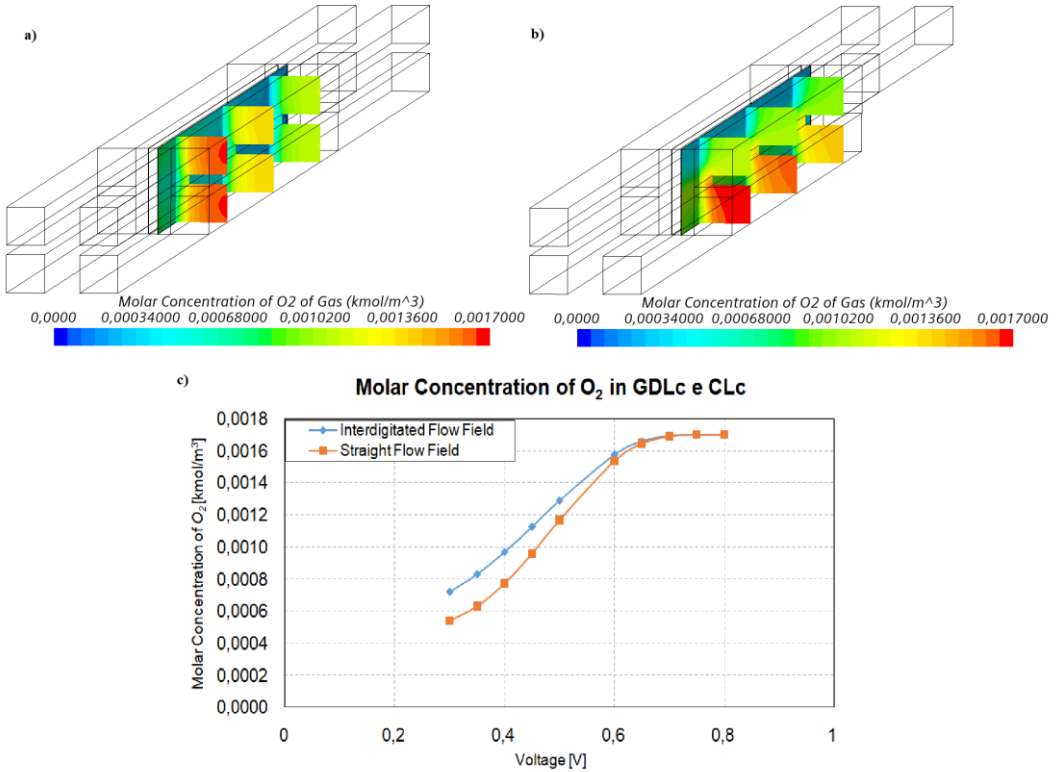 a)
b)
Molar Concentration of O2 of Gas (kmol/m^3)
0,0000 0,00034000 0,00068000 0,0010200 0,0013600 0,0017000
Molar Concentration of O2 of Gas (kmol/m^3)
0,0000 0,00034000 0,00068000 0,0010200 0,0013600 0,0017000
c)
Molar Concentration of O₂ in GDLc e CLc
Interdigitated Flow Field
Straight Flow Field
Molar Concentration of O₂ [kmol/m³]
0,0018
0,0016
0,0014
0,0012
0,0010
0,0008
0,0006
0,0004
0,0002
0,0000
0 0,2 0,4 0,6 0,8 1
Voltage [V]